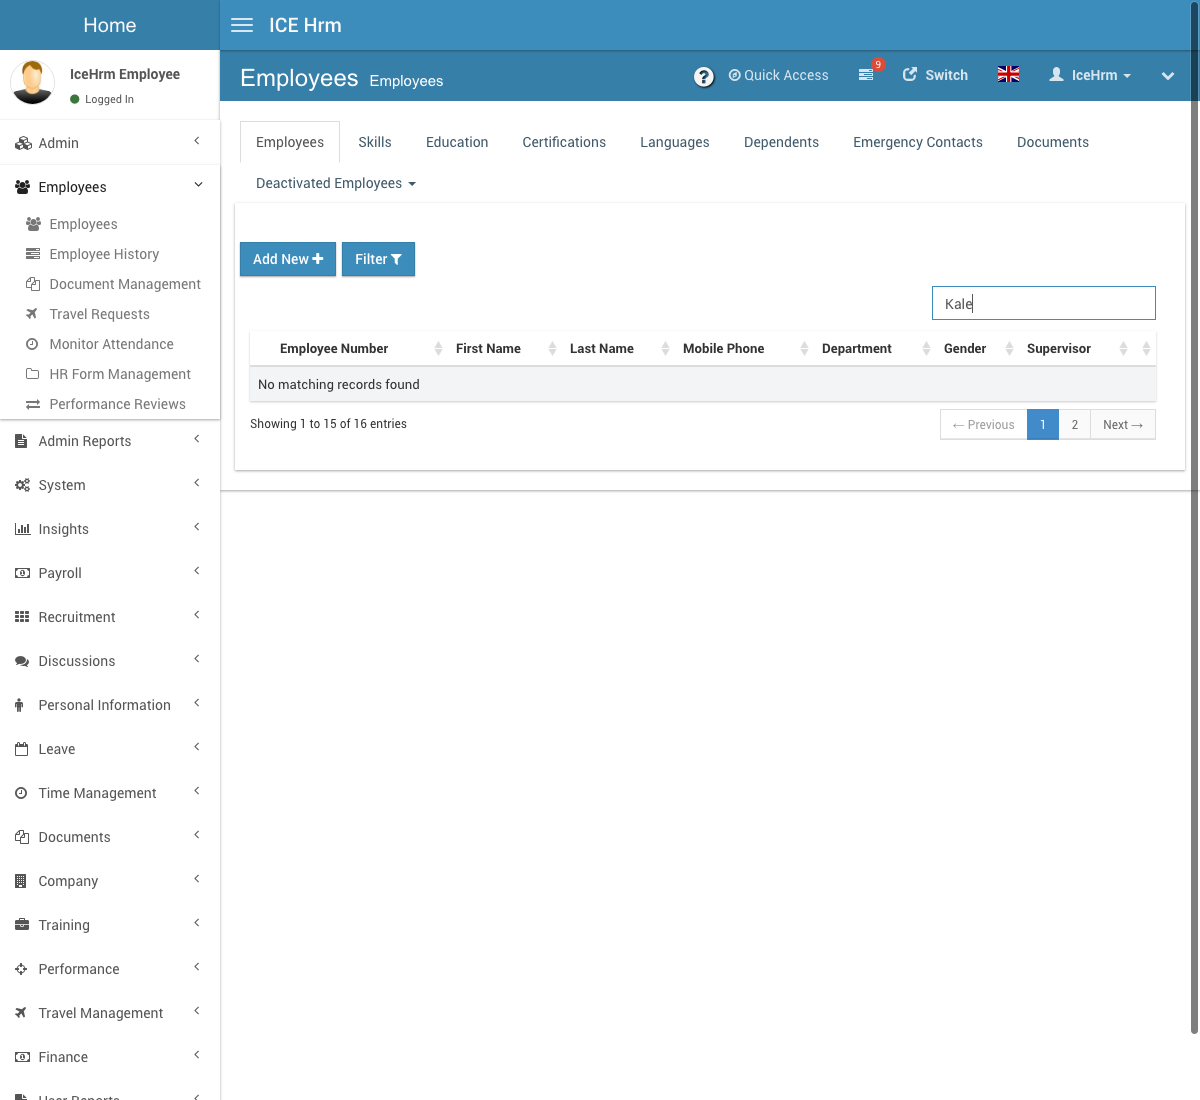 Home
ICE Hrm
IceHrm Employee
Logged In
Employees Employees
Quick Access
9
Switch
IceHrm
Admin
Employees
Employees
Employee History
Document Management
Travel Requests
Monitor Attendance
HR Form Management
Performance Reviews
Admin Reports
System
Insights
Payroll
Recruitment
Discussions
Personal Information
Leave
Time Management
Documents
Company
Training
Performance
Travel Management
Finance
User Reports
Employees Skills Education Certifications Languages Dependents Emergency Contacts Documents
Deactivated Employees
Add New Filter
Kale
Employee Number First Name Last Name Mobile Phone Department Gender Supervisor
No matching records found
Showing 1 to 15 of 16 entries
← Previous 1 2 Next →